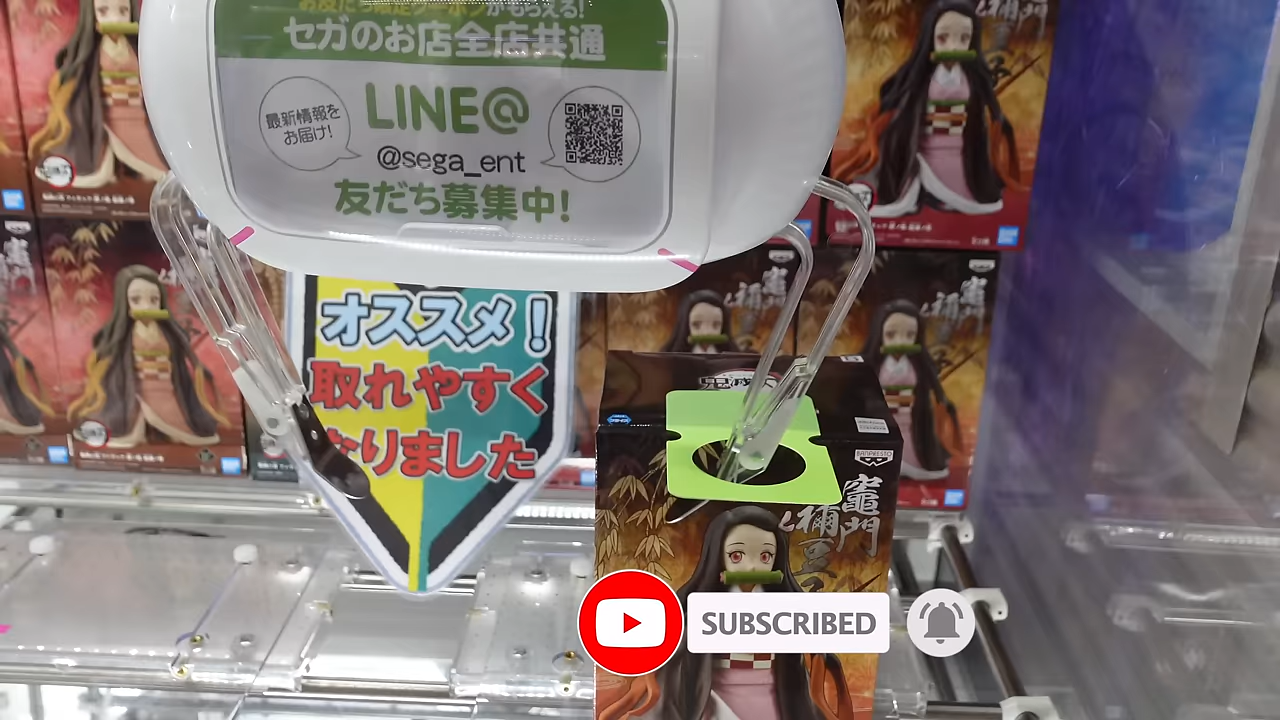 セガのお店全店共通
最新情報を
お届け!
LINE@
@sega_ent
友だち募集中!
オススメ!
取れやすく
なりました
BANPRESTO
竈門
禰豆子
SUBSCRIBED